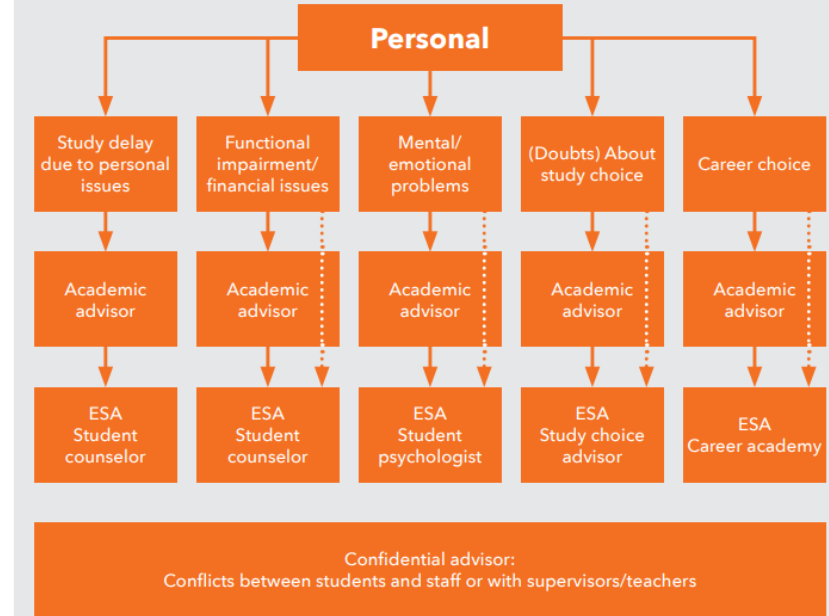 Personal
Study delay
due to personal
issues
Functional
impairment/
financial issues
Mental/
emotional
problems
(Doubts) About
study choice
Career choice
Academic
advisor
Academic
advisor
Academic
advisor
Academic
advisor
Academic
advisor
ESA
Student
counselor
ESA
Student
counselor
ESA
Student
psychologist
ESA
Study choice
advisor
ESA
Career academy
Confidential advisor:
Conflicts between students and staff or with supervisors/teachers